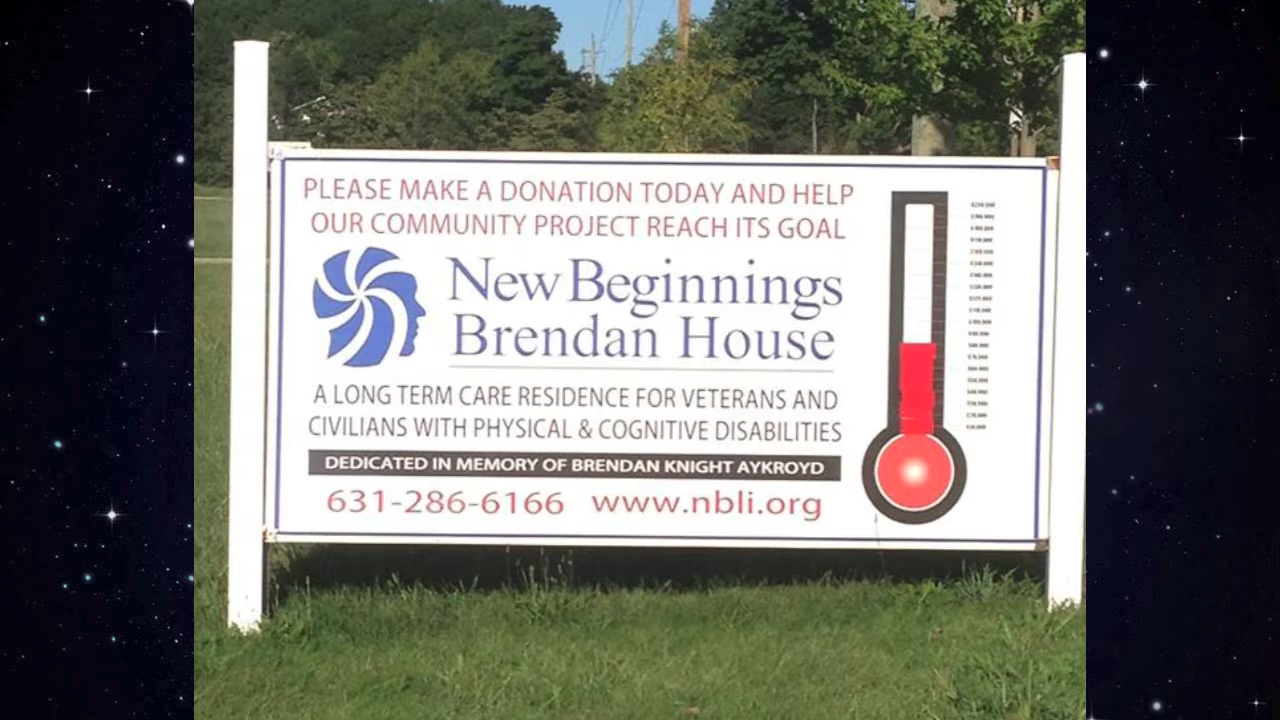 PLEASE MAKE A DONATION TODAY AND HELP
OUR COMMUNITY PROJECT REACH ITS GOAL
New Beginnings
Brendan House
A LONG TERM CARE RESIDENCE FOR VETERANS AND
CIVILIANS WITH PHYSICAL & COGNITIVE DISABILITIES
DEDICATED IN MEMORY OF BRENDAN KNIGHT AYKROYD
631-286-6166 www.nbli.org